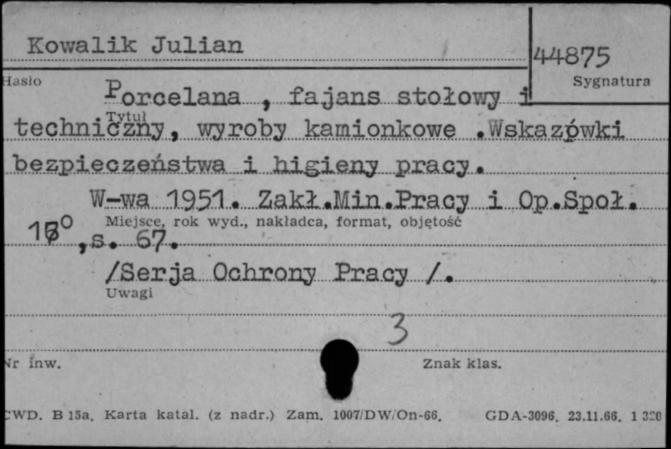 Kowalik Julian
44875
Hasło
Sygnatura
Porcelana , fajans stołowy i
Tytuł
techniczny, wyroby kamionkowe .Wskazówki
bezpieczeństwa i higieny pracy.
W-wa 1951. Zakł.Min.Pracy i Op.Społ.
Miejsce, rok wyd., nakładca, format, objętość
,s. 67.
/Serja Ochrony Pracy /.
Uwagi
3
Nr inw.
Znak klas.
CWD. B 15a. Karta katal. (z nadr.) Zam. 1007/DW/On-66. GDA-3096. 23.11.66. 1 320